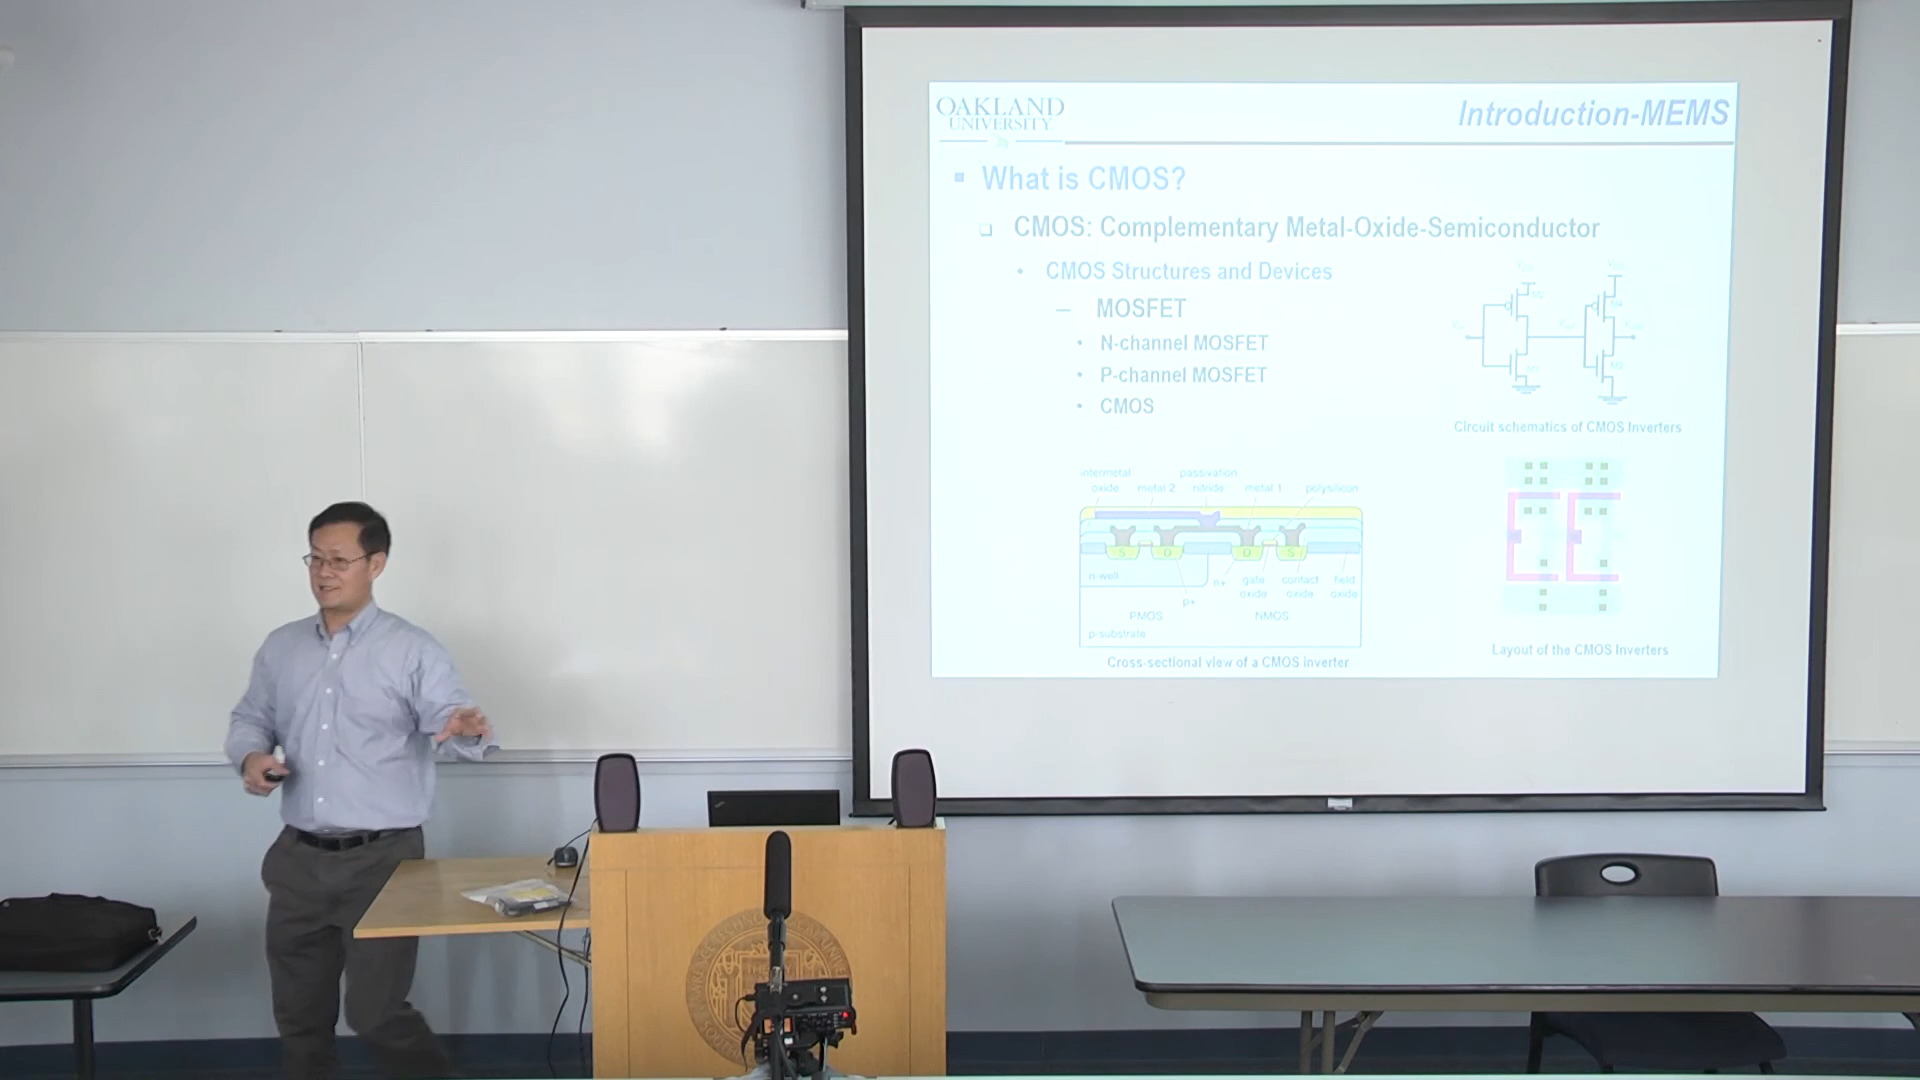 OAKLAND
UNIVERSITY
Introduction-MEMS
What is CMOS?
CMOS: Complementary Metal-Oxide-Semiconductor
CMOS Structures and Devices
MOSFET
N-channel MOSFET
P-channel MOSFET
CMOS
M2
M4
M1
Circuit schematics of CMOS Inverters
intermetal
oxide
metal 2
passivation
nitride
metal 1
polysilicon
S
D
D
S
n-well
p+
n+
gate
oxide
contact
oxide
field
oxide
PMOS
NMOS
p-substrate
Cross-sectional view of a CMOS inverter
Layout of the CMOS Inverters